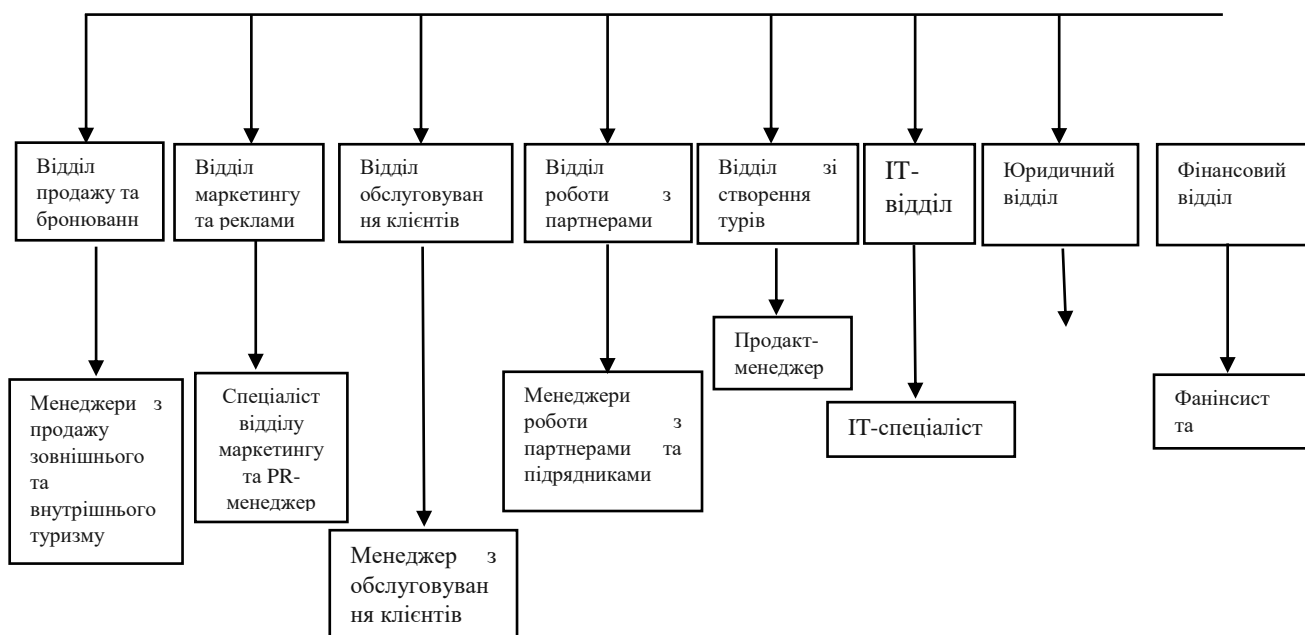 Відділ
продажу та
бронюванн
Відділ
маркетингу
та реклами
Відділ
обслуговуван
ня клієнтів
Відділ
роботи з
партнерами
Відділ зі
створення
турів
ІТ-
відділ
Юридичний
відділ
Фінансовий
відділ
Продакт-
менеджер
Менеджери з
продажу
зовнішнього
та
внутрішнього
туризму
Спеціаліст
відділу
маркетингу
та PR-
менеджер
Менеджери
роботи з
партнерами та
підрядниками
ІТ-спеціаліст
Фанінсист
та
Менеджер з
обслуговуван
ня клієнтів